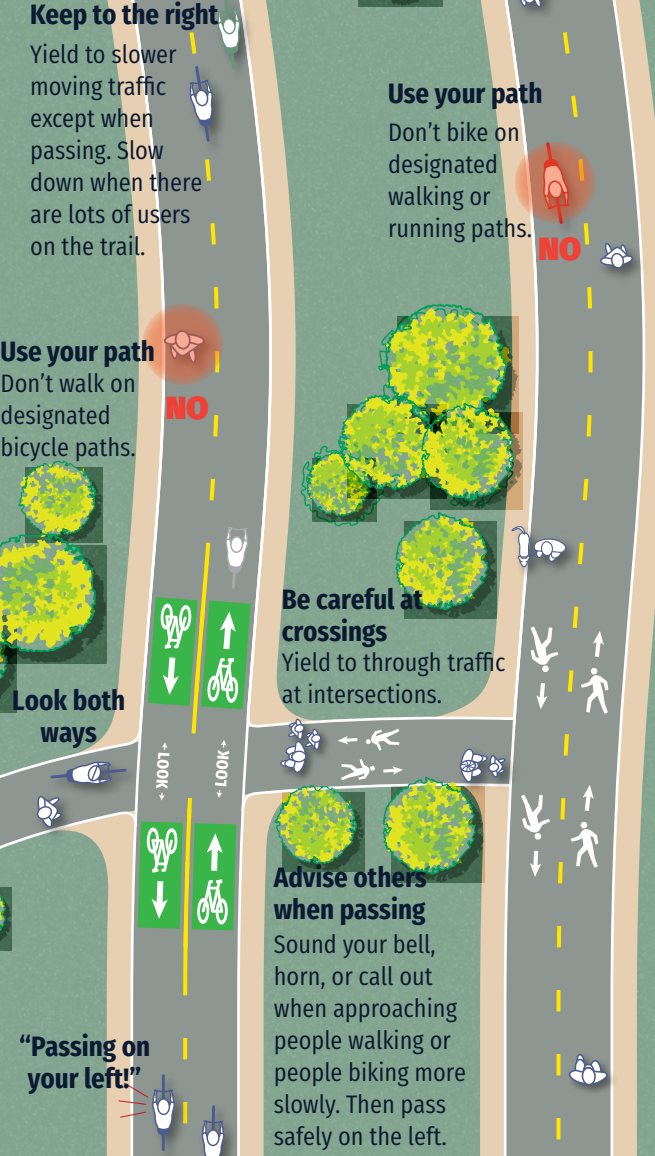 Keep to the right
Yield to slower
moving traffic
except when
passing. Slow
down when there
are lots of users
on the trail.
Use your path
Don’t bike on
designated
walking or
running paths.
NO
Use your path
Don’t walk on
designated
bicycle paths.
NO
Be careful at
crossings
Yield to through traffic
at intersections.
Look both
ways
←LOOK→
←LOOK→
Advise others
when passing
Sound your bell,
horn, or call out
when approaching
people walking or
people biking more
slowly. Then pass
safely on the left.
“Passing on
your left!”